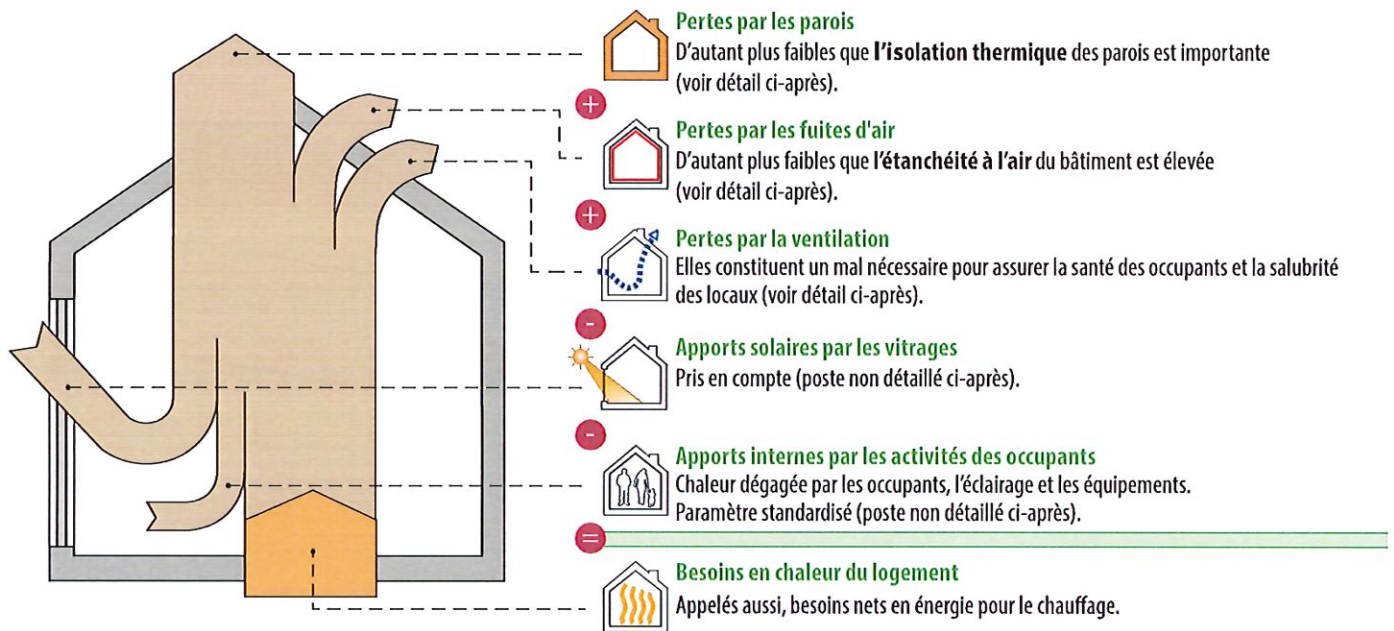 Pertes par les parois
D'autant plus faibles que l'isolation thermique des parois est importante
(voir détail ci-après).
+
Pertes par les fuites d'air
D'autant plus faibles que l'étanchéité à l'air du bâtiment est élevée
(voir détail ci-après).
+
Pertes par la ventilation
Elles constituent un mal nécessaire pour assurer la santé des occupants et la salubrité
des locaux (voir détail ci-après).
-
Apports solaires par les vitrages
Pris en compte (poste non détaillé ci-après).
-
Apports internes par les activités des occupants
Chaleur dégagée par les occupants, l'éclairage et les équipements.
Paramètre standardisé (poste non détaillé ci-après).
=
Besoins en chaleur du logement
Appelés aussi, besoins nets en énergie pour le chauffage.